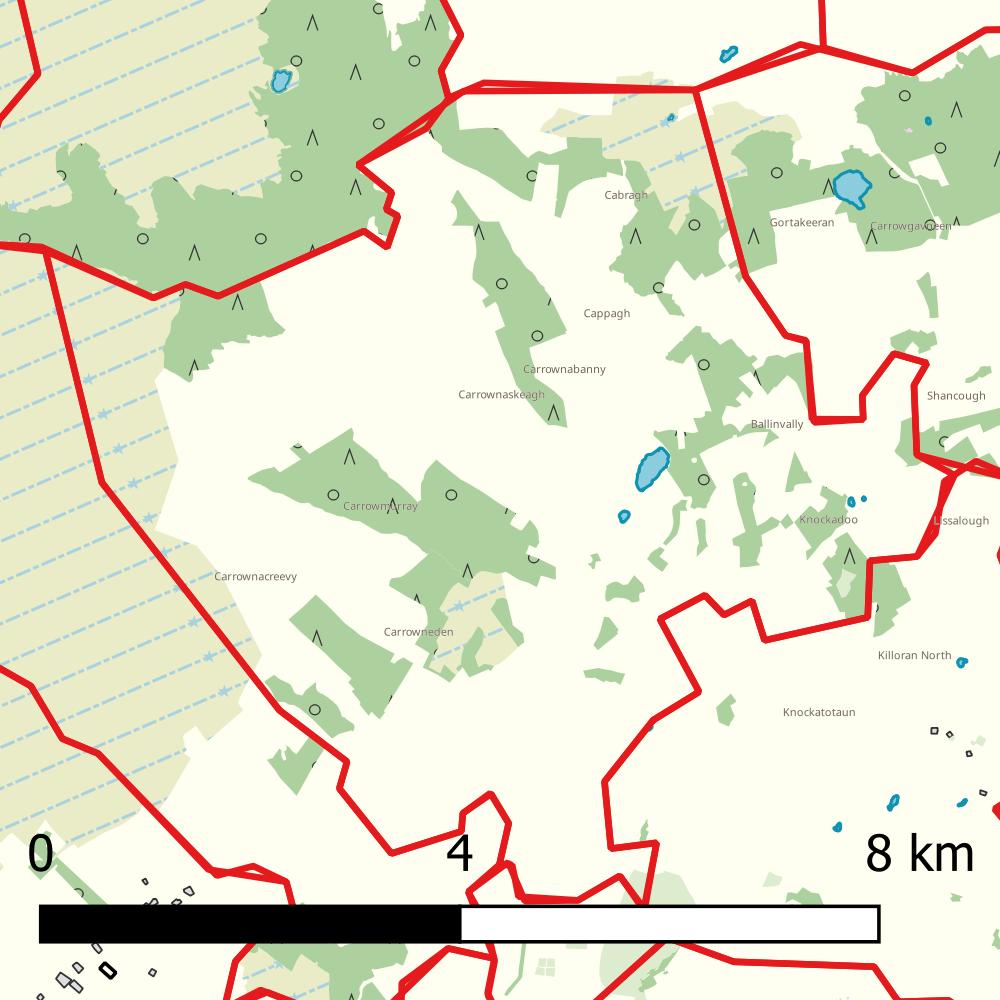 Cabragh
Gortakeeran
Carrowgavneen
Cappagh
Carrownabanny
Carrownaskeagh
Shancough
Ballinvally
Carrowmurray
Knockadoo
Lissalough
Carrownacreevy
Carrowneden
Killoran North
Knockatotaun
0 4 8 km